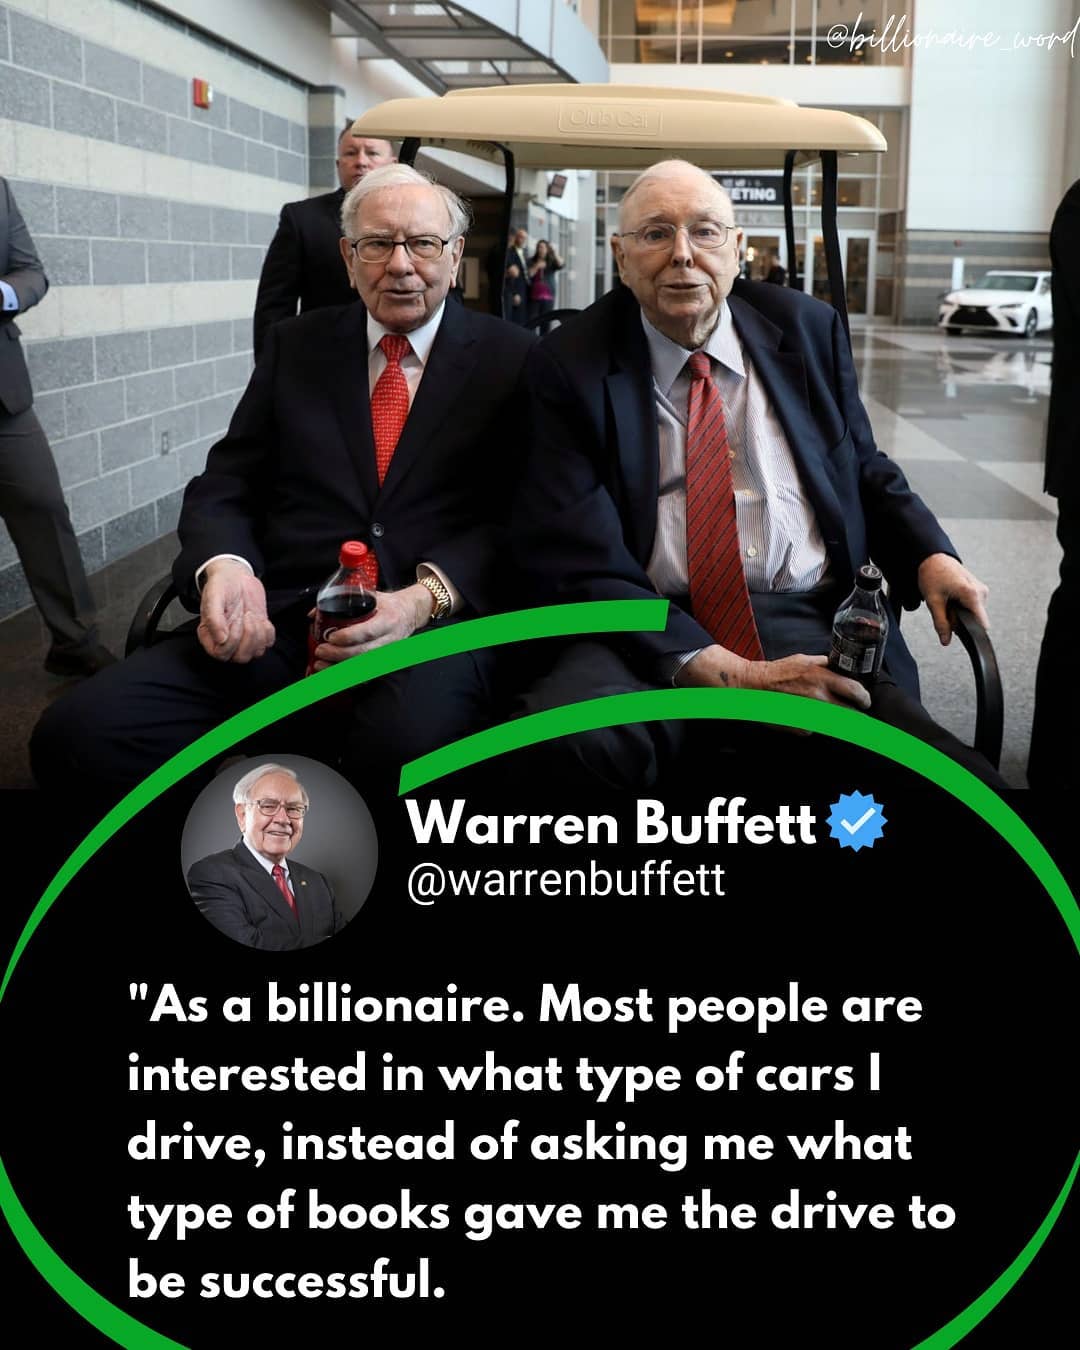 @billionaire_word
Club Car
ETING
Warren Buffett
@warrenbuffett
"As a billionaire. Most people are
interested in what type of cars I
drive, instead of asking me what
type of books gave me the drive to
be successful.